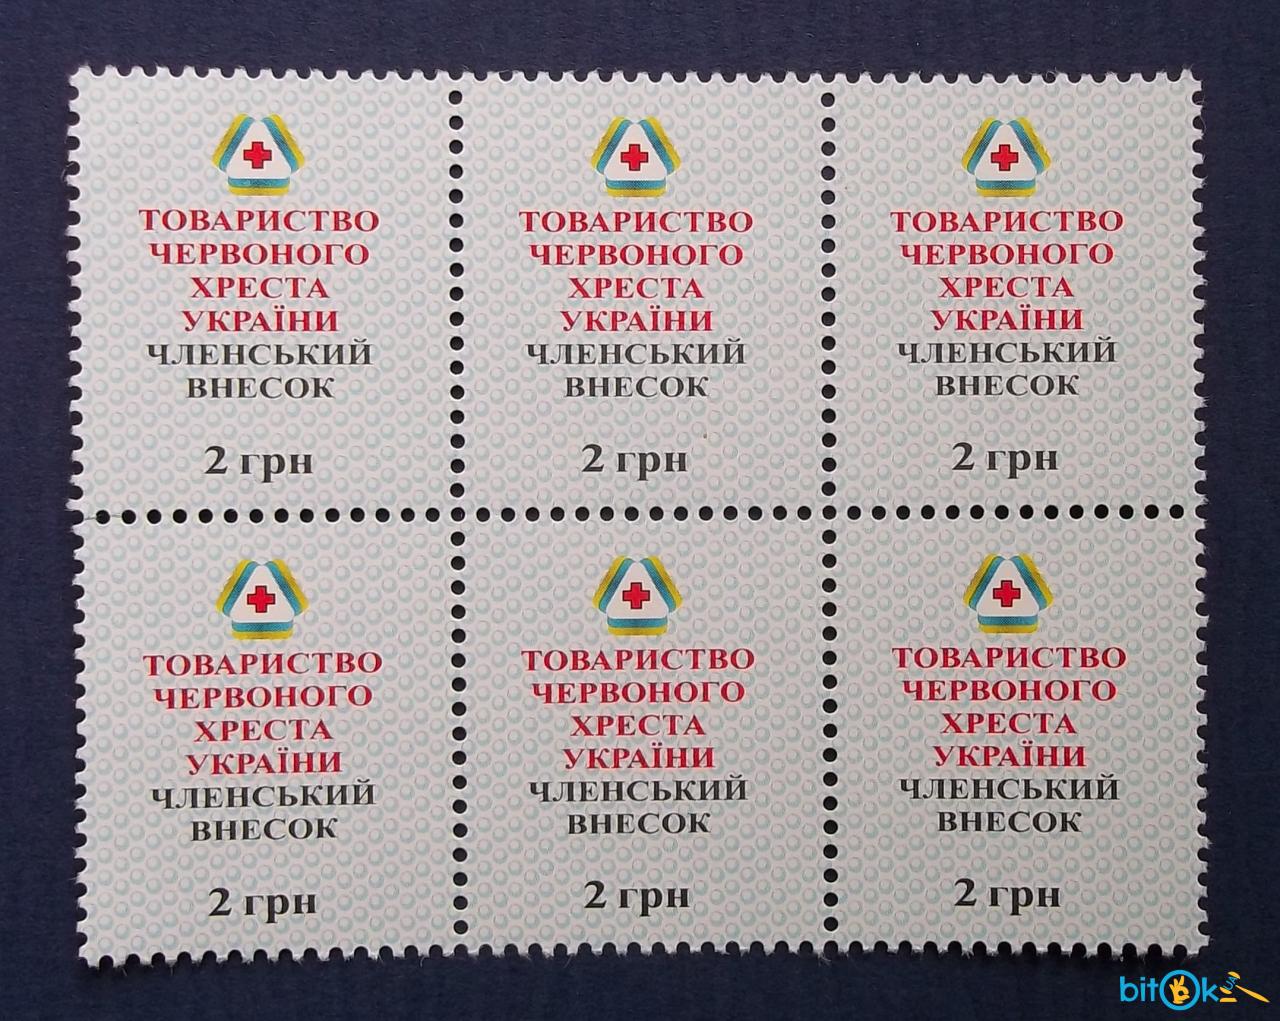 ТОВАРИСТВО
ЧЕРВОНОГО
ХРЕСТА
УКРАЇНИ
ЧЛЕНСЬКИЙ
ВНЕСОК
2 грн
ТОВАРИСТВО
ЧЕРВОНОГО
ХРЕСТА
УКРАЇНИ
ЧЛЕНСЬКИЙ
ВНЕСОК
2 грн
ТОВАРИСТВО
ЧЕРВОНОГО
ХРЕСТА
УКРАЇНИ
ЧЛЕНСЬКИЙ
ВНЕСОК
2 грн
ТОВАРИСТВО
ЧЕРВОНОГО
ХРЕСТА
УКРАЇНИ
ЧЛЕНСЬКИЙ
ВНЕСОК
2 грн
ТОВАРИСТВО
ЧЕРВОНОГО
ХРЕСТА
УКРАЇНИ
ЧЛЕНСЬКИЙ
ВНЕСОК
2 грн
ТОВАРИСТВО
ЧЕРВОНОГО
ХРЕСТА
УКРАЇНИ
ЧЛЕНСЬКИЙ
ВНЕСОК
2 грн
bitOk UA